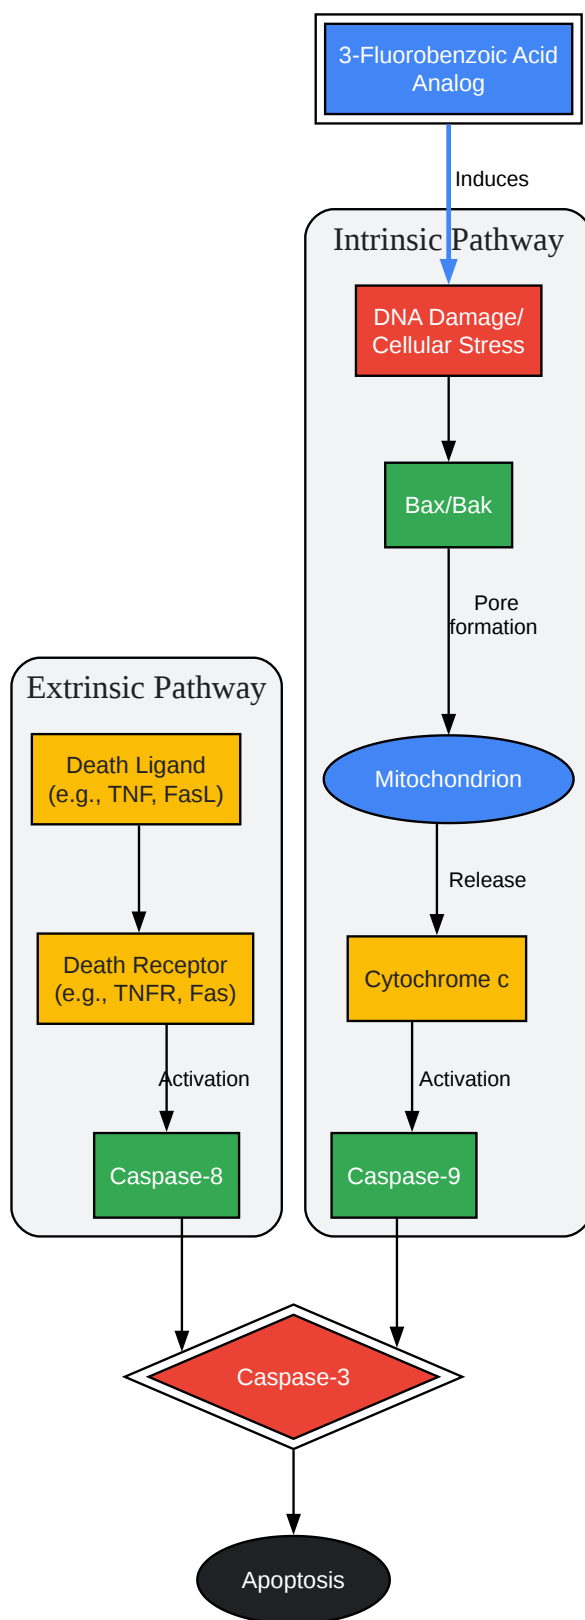 3-Fluorobenzoic Acid
Analog
Induces
Intrinsic Pathway
DNA Damage/
Cellular Stress
Bax/Bak
Pore
formation
Extrinsic Pathway
Death Ligand
(e.g., TNF, FasL)
Mitochondrion
Release
Death Receptor
(e.g., TNFR, Fas)
Cytochrome c
Activation
Activation
Caspase-8
Caspase-9
Caspase-3
Apoptosis